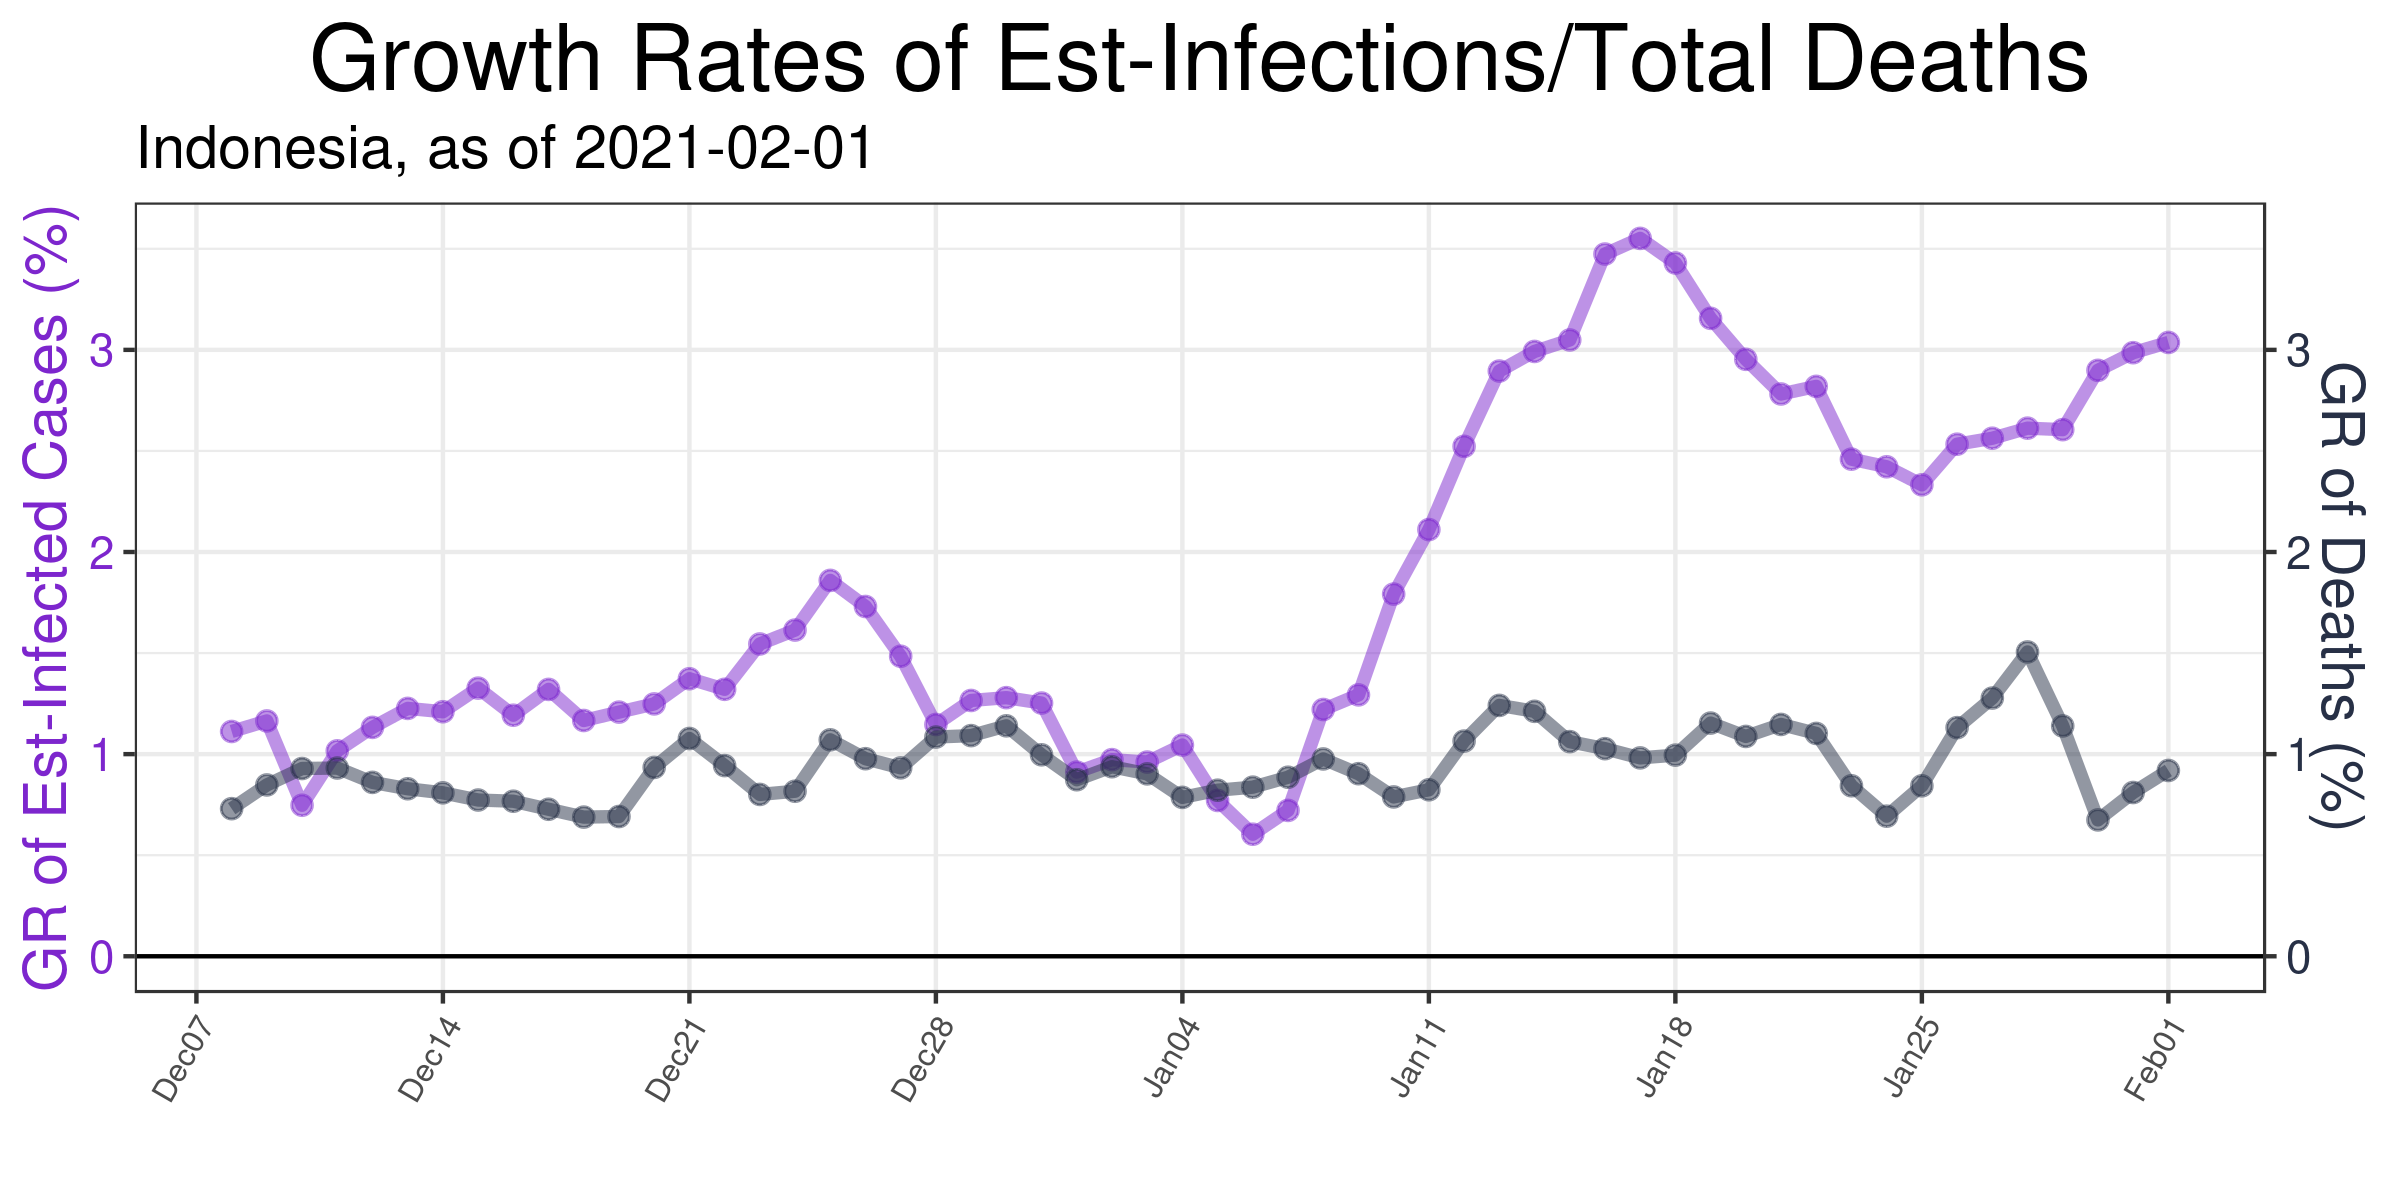 Growth Rates of Est-Infections/Total Deaths
Indonesia, as of 2021-02-01
GR of Est-Infected Cases (%)
3
2
1
0
3
2
1
0
GR of Deaths (%)
Dec07
Dec14
Dec21
Dec28
Jan04
Jan11
Jan18
Jan25
Feb01